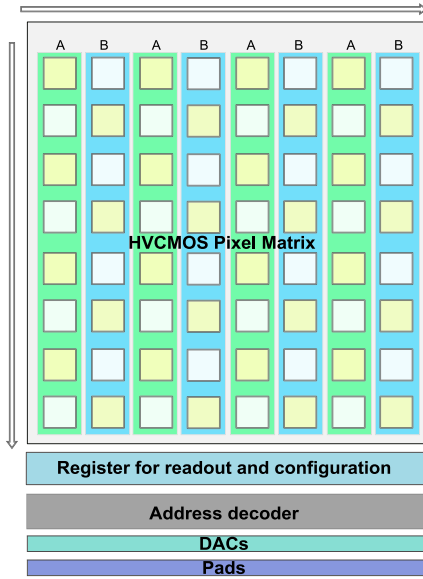 A B A B A B A B
HVCMOS Pixel Matrix
Register for readout and configuration
Address decoder
DACs
Pads